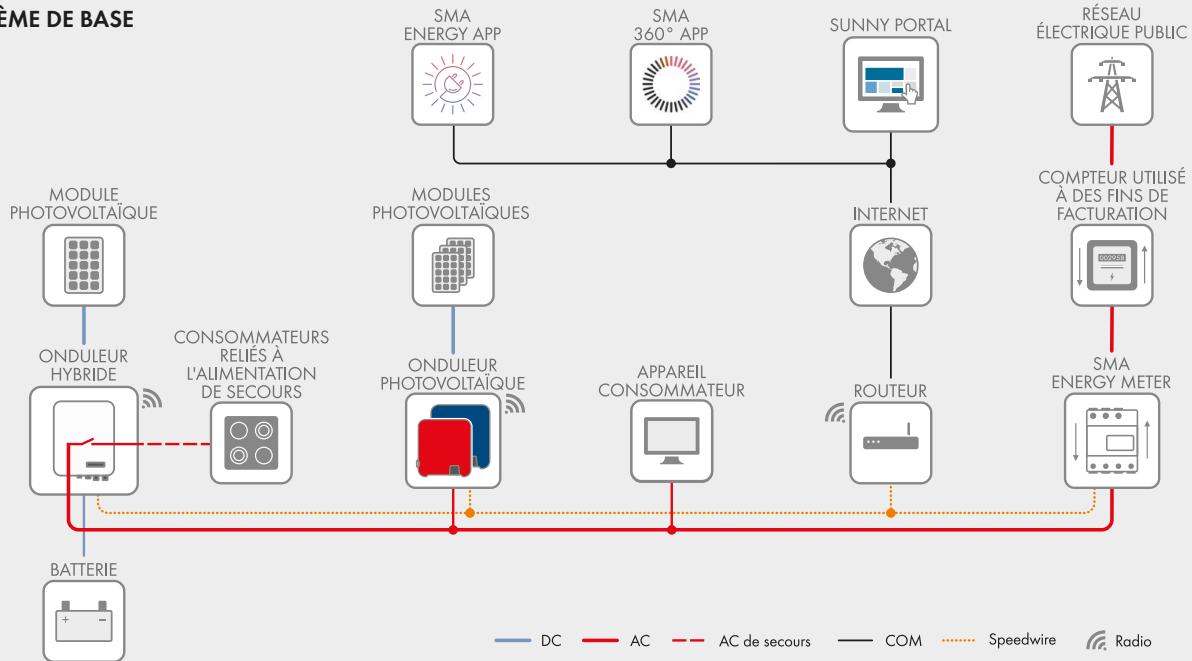 ÈME DE BASE
SMA
ENERGY APP
SMA
360° APP
SUNNY PORTAL
RÉSEAU
ÉLECTRIQUE PUBLIC
MODULE
PHOTOVOLTAÏQUE
MODULES
PHOTOVOLTAÏQUES
INTERNET
COMPTEUR UTILISÉ
À DES FINS DE
FACTURATION
002958
ONDULEUR
HYBRIDE
CONSOMMATEURS
RELIÉS À
L'ALIMENTATION
DE SECOURS
ONDULEUR
PHOTOVOLTAÏQUE
APPAREIL
CONSOMMATEUR
ROUTEUR
SMA
ENERGY METER
BATTERIE
+ −
DC
AC
AC de secours
COM
Speedwire
Radio